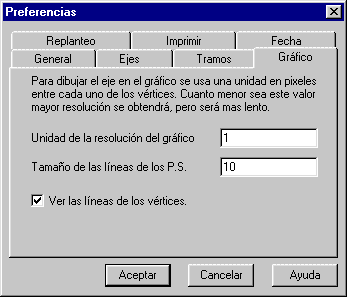 Preferencias
Replanteo Imprimir Fecha
General Ejes Tramos Gráfico
Para dibujar el eje en el gráfico se usa una unidad en pixeles
entre cada uno de los vértices. Cuanto menor sea este valor
mayor resolución se obtendrá, pero será mas lento.
Unidad de la resolución del gráfico 1
Tamaño de las líneas de los P.S. 10
Ver las líneas de los vértices.
Aceptar Cancelar Ayuda